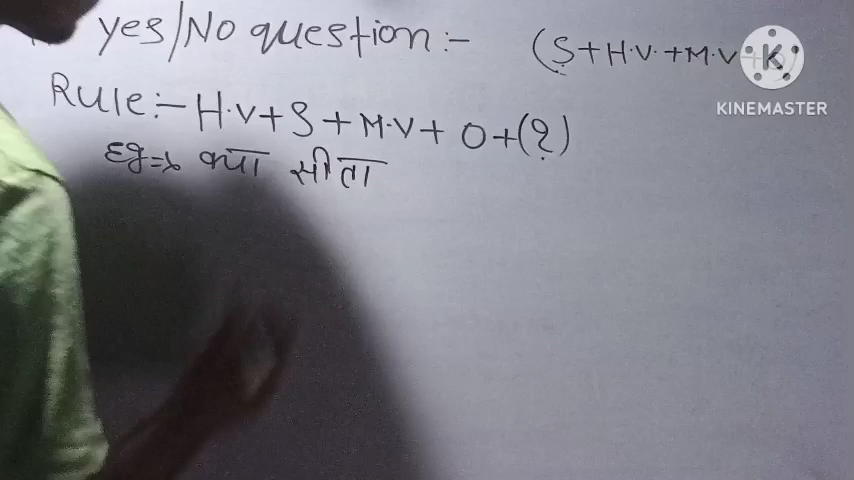 yes/No question:- (S+H.V.+M.V
K
KINEMASTER
Rule:- H.V+S+M.V+O+(?)
Eg=> क्या सीता